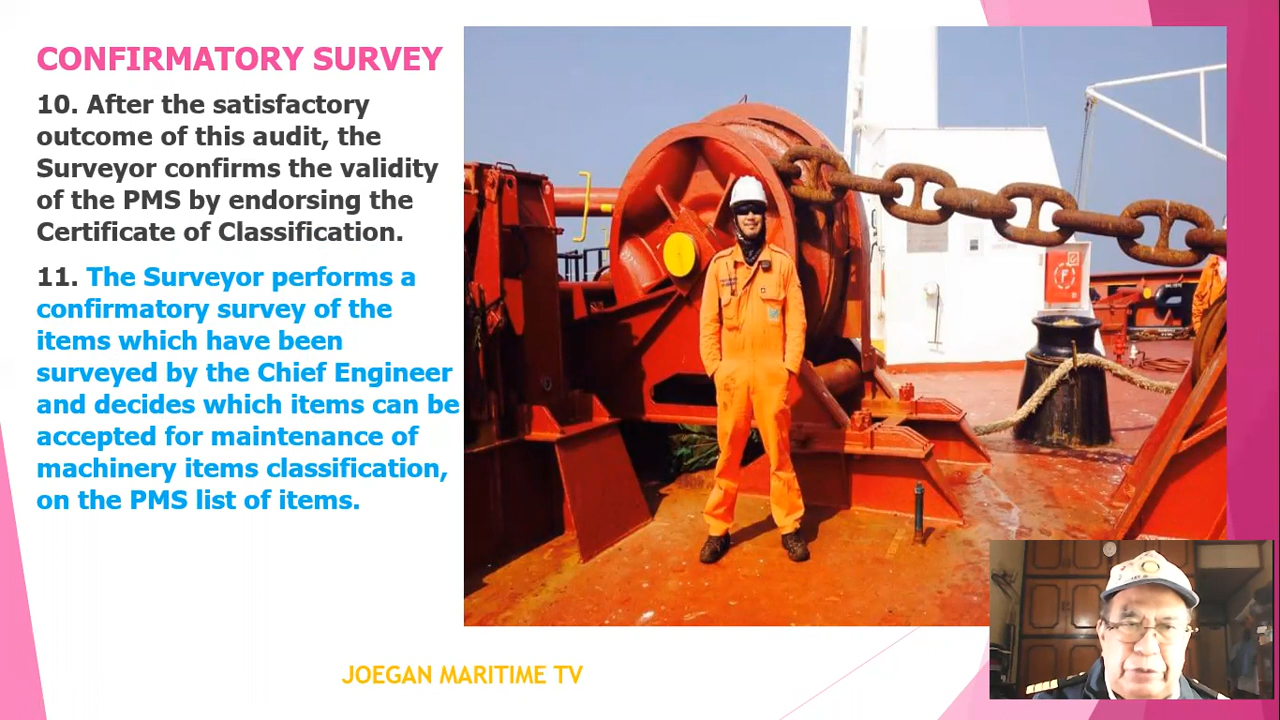 CONFIRMATORY SURVEY
10. After the satisfactory
outcome of this audit, the
Surveyor confirms the validity
of the PMS by endorsing the
Certificate of Classification.
11. The Surveyor performs a
confirmatory survey of the
items which have been
surveyed by the Chief Engineer
and decides which items can be
accepted for maintenance of
machinery items classification,
on the PMS list of items.
F
JOEGAN MARITIME TV